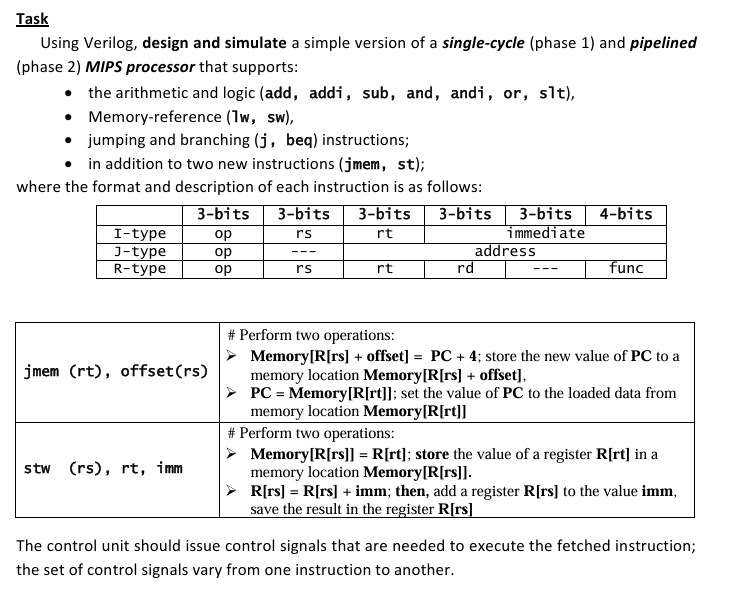 Task
Using Verilog, design and simulate a simple version of a single-cycle (phase 1) and pipelined
(phase 2) MIPS processor that supports:
• the arithmetic and logic (add, addi, sub, and, andi, or, slt),
• Memory-reference (lw, sw),
• jumping and branching (j, beq) instructions;
• in addition to two new instructions (jmem, st);
where the format and description of each instruction is as follows:
3-bits 3-bits 3-bits 3-bits 3-bits 4-bits
I-type op rs rt immediate
J-type op --- address
R-type op rs rt rd --- func
# Perform two operations:
➢ Memory[R[rs] + offset] = PC + 4; store the new value of PC to a
jmem (rt), offset(rs)
memory location Memory[R[rs] + offset],
➢ PC = Memory[R[rt]]; set the value of PC to the loaded data from
memory location Memory[R[rt]]
# Perform two operations:
➢ Memory[R[rs]] = R[rt]; store the value of a register R[rt] in a
stw (rs), rt, imm
memory location Memory[R[rs]].
➢ R[rs] = R[rs] + imm; then, add a register R[rs] to the value imm,
save the result in the register R[rs]
The control unit should issue control signals that are needed to execute the fetched instruction;
the set of control signals vary from one instruction to another.